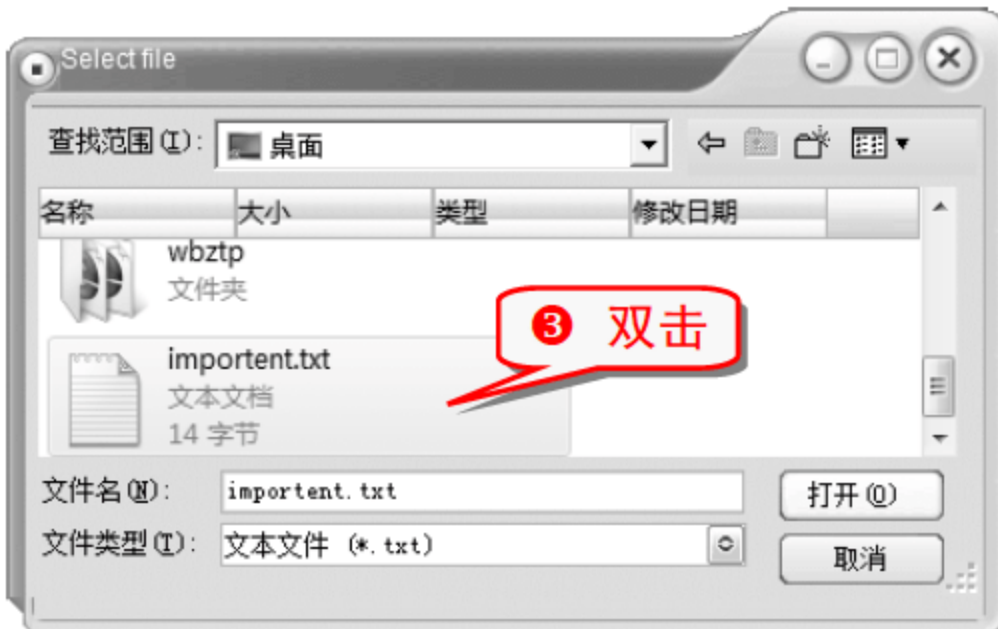 Select file
查找范围(I): 桌面
名称 大小 类型 修改日期
wbztp
文件夹
❸ 双击
importent.txt
文本文档
14 字节
文件名(N): importent.txt 打开(O)
文件类型(T): 文本文件 (*.txt)
取消